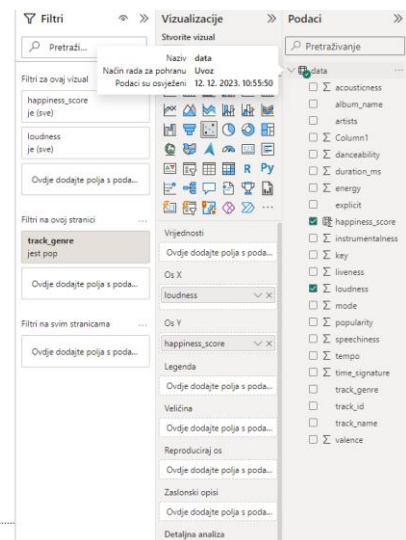 Filtri
Pretraži...
Filtri za ovaj vizual
happiness_score
je (sve)
loudness
je (sve)
Ovdje dodajte polja s poda...
Filtri na ovoj stranici
...
track_genre
jest pop
Ovdje dodajte polja s poda...
Filtri na svim stranicama
...
Ovdje dodajte polja s poda...
Vizualizacije
Stvorite vizual
Naziv data
Način rada za pohranu Uvoz
Podaci su osvježeni 12. 12. 2023. 10:55:50
R Py
...
Vrijednosti
Ovdje dodajte polja s poda...
Os X
loudness
Os Y
happiness_score
Legenda
Ovdje dodajte polja s poda...
Veličina
Ovdje dodajte polja s poda...
Reproduciraj os
Ovdje dodajte polja s poda...
Zaslonski opisi
Ovdje dodajte polja s poda...
Detaljna analiza
Podaci
Pretraživanje
data
...
∑ acousticness
album_name
artists
∑ Column1
∑ danceability
∑ duration_ms
∑ energy
explicit
happiness_score
∑ instrumentalness
∑ key
∑ liveness
∑ loudness
∑ mode
∑ popularity
∑ speechiness
∑ tempo
∑ time_signature
track_genre
track_id
track_name
∑ valence